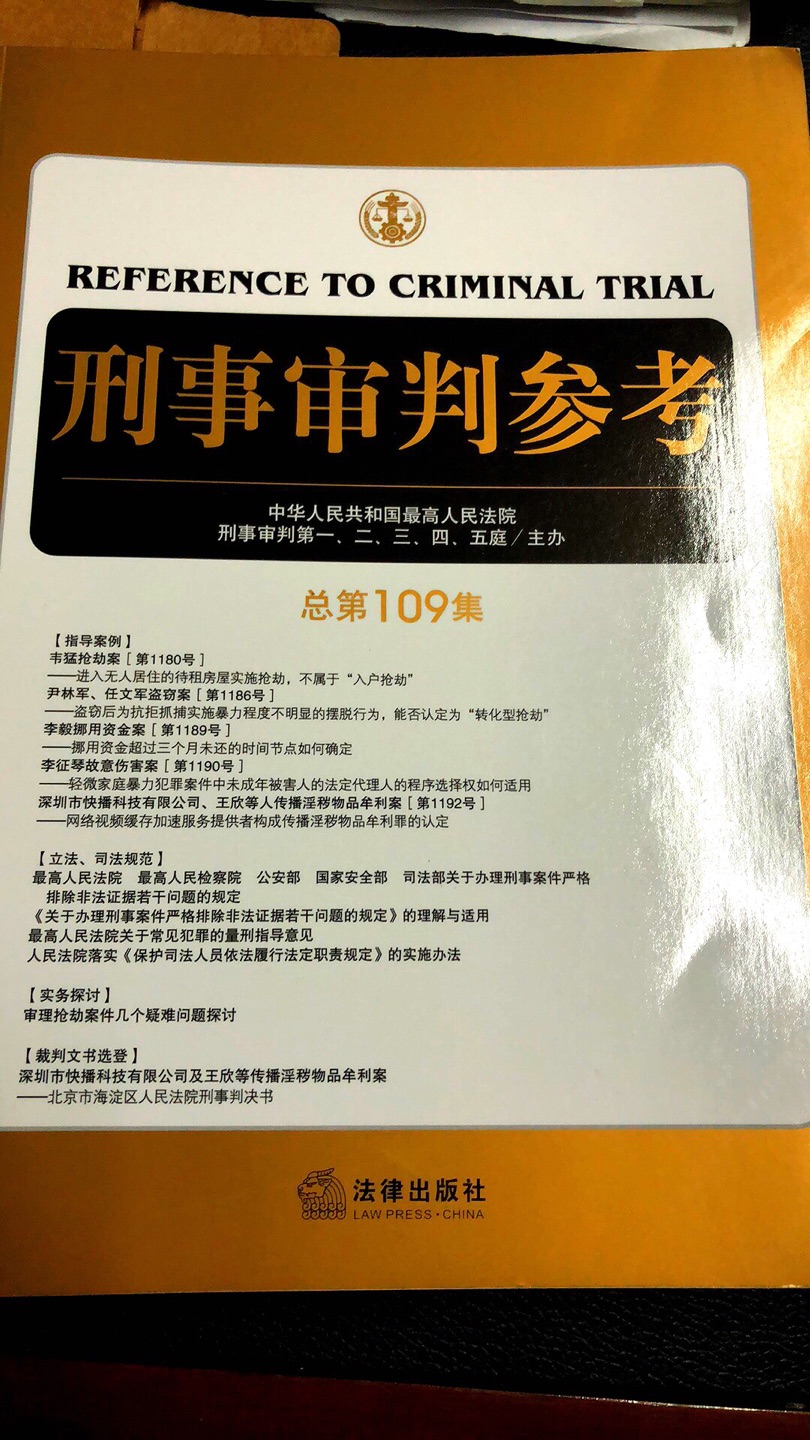 REFERENCE TO CRIMINAL TRIAL
刑事审判参考
中华人民共和国最高人民法院
刑事审判第一、二、三、四、五庭/主办
总第109集
【指导案例】
韦猛抢劫案[第1180号]
——进入无人居住的待租房屋实施抢劫，不属于“入户抢劫”
尹林军、任文军盗窃案[第1186号]
——盗窃后为抗拒抓捕实施暴力程度不明显的摆脱行为，能否认定为“转化型抢劫”
李毅挪用资金案[第1189号]
——挪用资金超过三个月未还的时间节点如何确定
李征琴故意伤害案[第1190号]
——轻微家庭暴力犯罪案件中未成年被害人的法定代理人的程序选择权如何适用
深圳市快播科技有限公司、王欣等人传播淫秽物品牟利案[第1192号]
——网络视频缓存加速服务提供者构成传播淫秽物品牟利罪的认定
【立法、司法规范】
最高人民法院 最高人民检察院 公安部 国家安全部 司法部关于办理刑事案件严格
排除非法证据若干问题的规定
《关于办理刑事案件严格排除非法证据若干问题的规定》的理解与适用
最高人民法院关于常见犯罪的量刑指导意见
人民法院落实《保护司法人员依法履行法定职责规定》的实施办法
【实务探讨】
审理抢劫案件几个疑难问题探讨
【裁判文书选登】
深圳市快播科技有限公司及王欣等传播淫秽物品牟利案
——北京市海淀区人民法院刑事判决书
法律出版社
LAW PRESS·CHINA